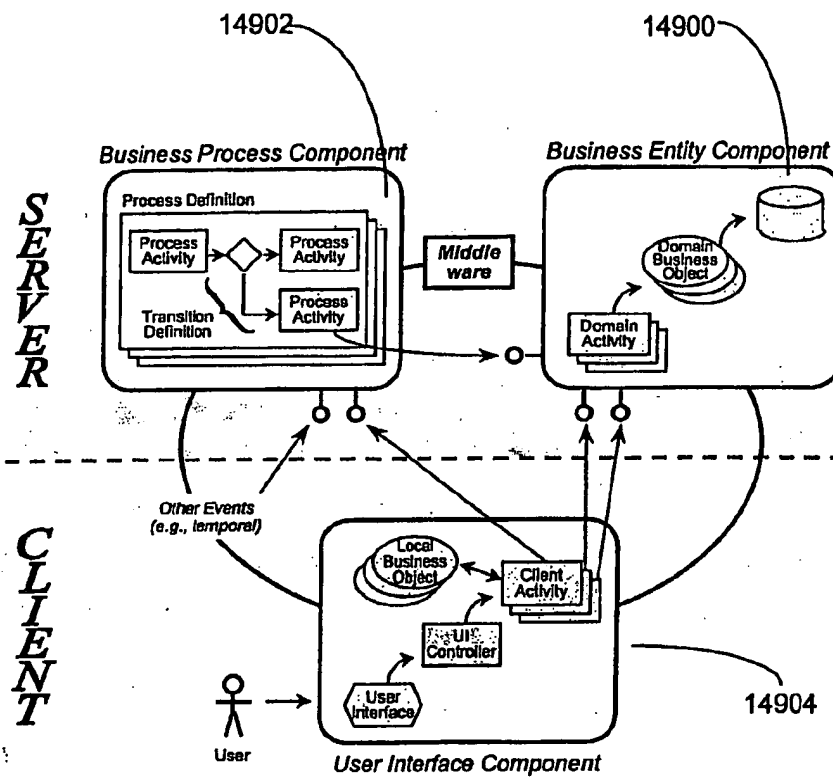 14902
14900
Business Process Component
Business Entity Component
SERVER
Process Definition
Process
Activity
Process
Activity
Process
Activity
Transition
Definition
Middle
ware
Domain
Business
Object
Domain
Activity
Other Events
(e.g., temporal)
CLIENT
Local
Business
Object
Client
Activity
UI
Controller
User
Interface
User
14904
User Interface Component